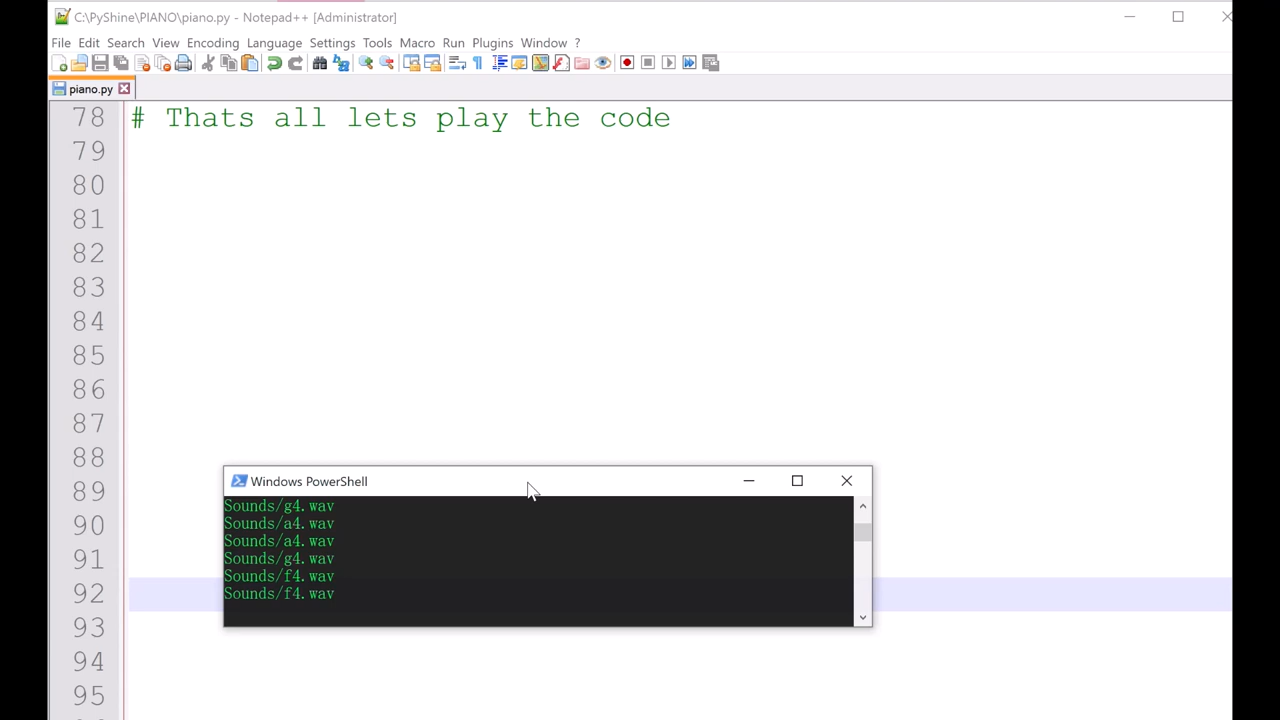 C:\PyShine\PIANO\piano.py - Notepad++ [Administrator]
File Edit Search View Encoding Language Settings Tools Macro Run Plugins Window ?
piano.py
78 # Thats all lets play the code
79
80
81
82
83
84
85
86
87
88
Windows PowerShell
89
Sounds/g4.wav
90
Sounds/a4.wav
Sounds/a4.wav
91
Sounds/g4.wav
Sounds/f4.wav
92
Sounds/f4.wav
93
94
95